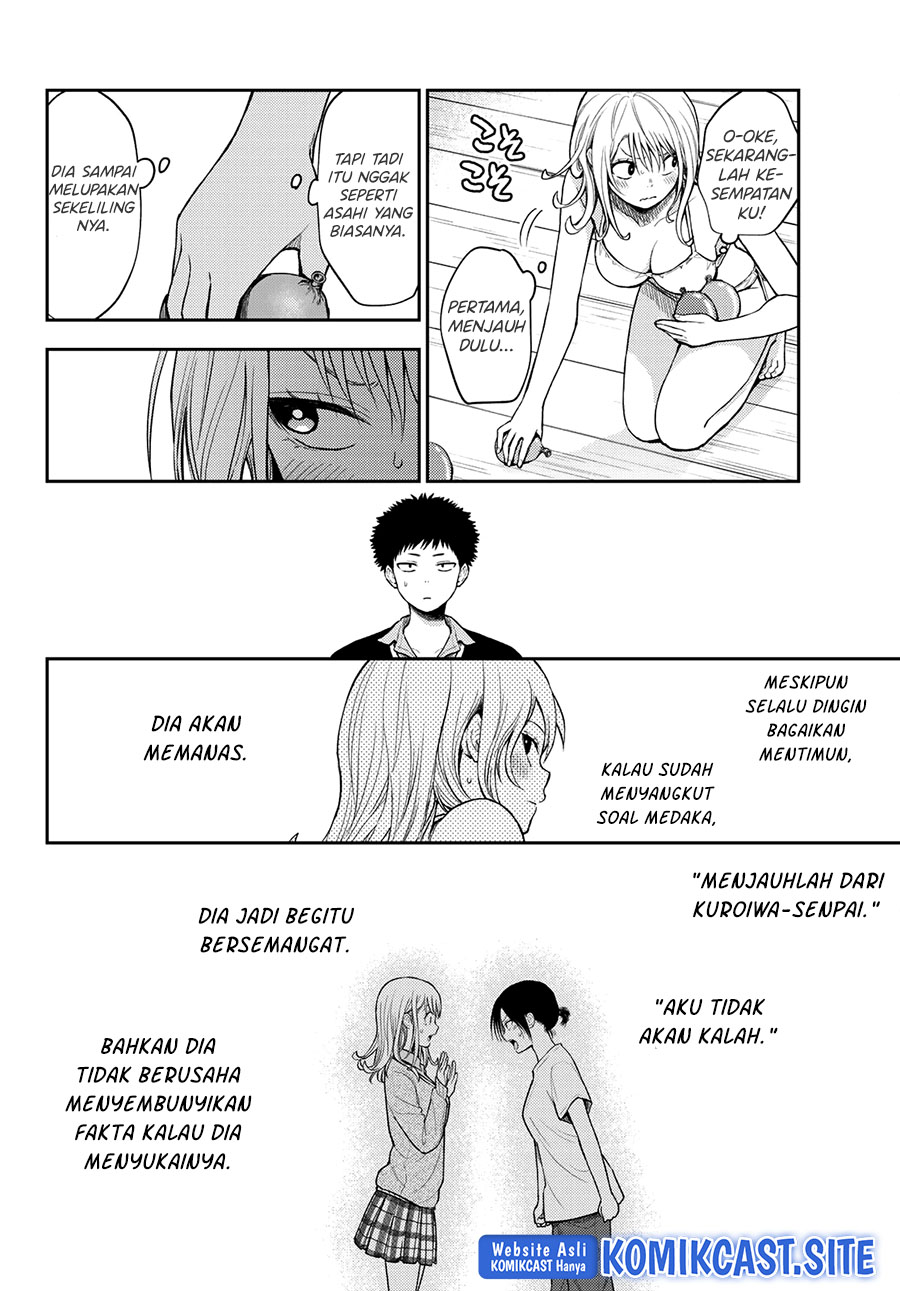 O-OKE,
SEKARANG-
LAH KE-
SEMPATAN
KU!
こそ
こそ
PERTAMA,
MENJAUH
DULU...
TAPI TADI
ITU NGGAK
SEPERTI
ASAHI YANG
BIASANYA.
DIA SAMPAI
MELUPAKAN
SEKELILING
NYA.
MESKIPUN
SELALU DINGIN
BAGAIKAN
MENTIMUN,
KALAU SUDAH
MENYANGKUT
SOAL MEDAKA,
DIA AKAN
MEMANAS.
"MENJAUHLAH DARI
KUROIWA-SENPAI."
DIA JADI BEGITU
BERSEMANGAT.
"AKU TIDAK
AKAN KALAH."
BAHKAN DIA
TIDAK BERUSAHA
MENYEMBUNYIKAN
FAKTA KALAU DIA
MENYUKAINYA.
Website Asli
KOMIKCAST Hanya
KOMIKCAST.SITE